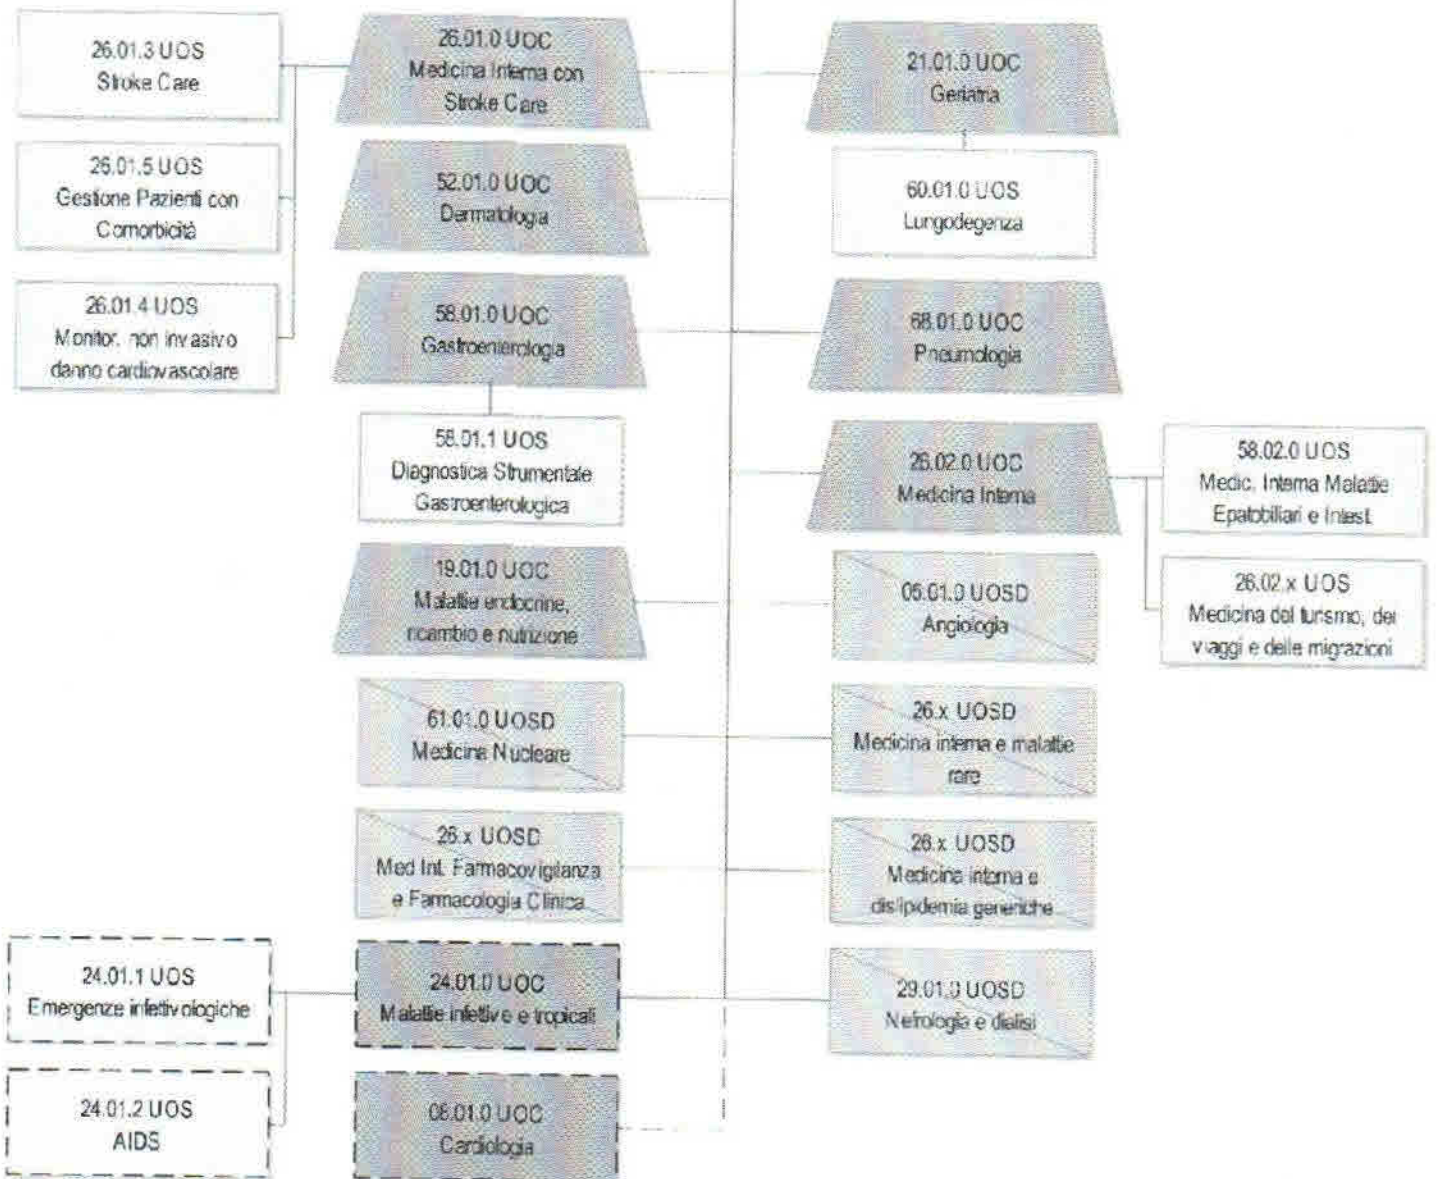 26.01.3 UOS
Stroke Care
26.01.0 UOC
Medicina Interna con
Stroke Care
21.01.0 UOC
Geriatria
26.01.5 UOS
Gestione Pazienti con
Comorbicità
52.01.0 UOC
Dermatologia
60.01.0 UOS
Lungodegenza
26.01.4 UOS
Monitor. non invasivo
danno cardiovascolare
58.01.0 UOC
Gastroenterologia
68.01.0 UOC
Pneumologia
58.01.1 UOS
Diagnostica Strumentale
Gastroenterologica
26.02.0 UOC
Medicina Interna
58.02.0 UOS
Medic. Interna Malattie
Epatobiliari e Intest.
19.01.0 UOC
Malattie endocrine,
ricambio e nutrizione
05.01.0 UOSD
Angiologia
26.02.x UOS
Medicina del turismo, dei
viaggi e delle migrazioni
61.01.0 UOSD
Medicina Nucleare
26.x UOSD
Medicina interna e malattie
rare
26.x UOSD
Med Int. Farmacovigilanza
e Farmacologia Clinica
26.x UOSD
Medicina interna e
dislipidemia genetiche
24.01.1 UOS
Emergenze infettivologiche
24.01.0 UOC
Malattie infettive e tropicali
29.01.0 UOSD
Nefrologia e dialisi
24.01.2 UOS
AIDS
08.01.0 UOC
Cardiologia